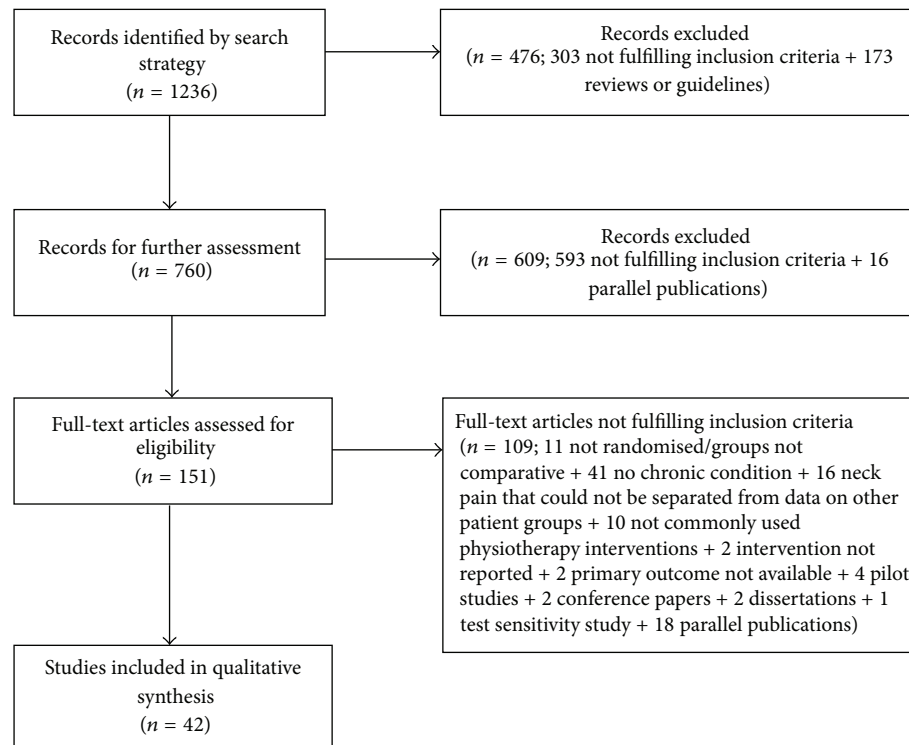 Records identified by search
strategy
(n = 1236)
Records excluded
(n = 476; 303 not fulfilling inclusion criteria + 173
reviews or guidelines)
Records for further assessment
(n = 760)
Records excluded
(n = 609; 593 not fulfilling inclusion criteria + 16
parallel publications)
Full-text articles assessed for
eligibility
(n = 151)
Full-text articles not fulfilling inclusion criteria
(n = 109; 11 not randomised/groups not
comparative + 41 no chronic condition + 16 neck
pain that could not be separated from data on other
patient groups + 10 not commonly used
physiotherapy interventions + 2 intervention not
reported + 2 primary outcome not available + 4 pilot
studies + 2 conference papers + 2 dissertations + 1
test sensitivity study + 18 parallel publications)
Studies included in qualitative
synthesis
(n = 42)